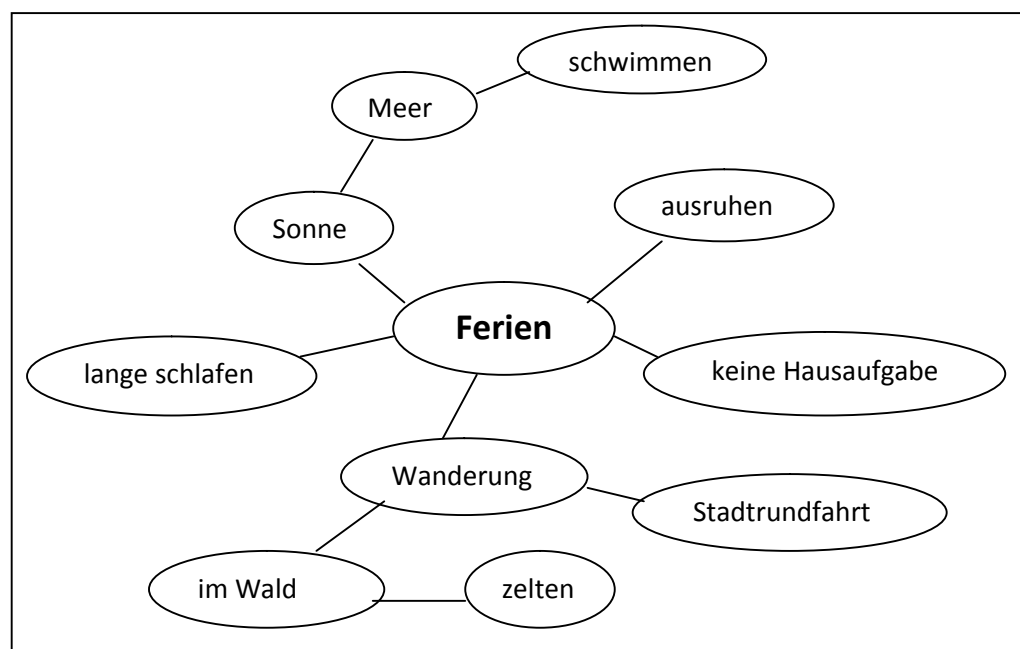 schwimmen
Meer
ausruhen
Sonne
Ferien
lange schlafen
keine Hausaufgabe
Wanderung
Stadtrundfahrt
im Wald
zelten